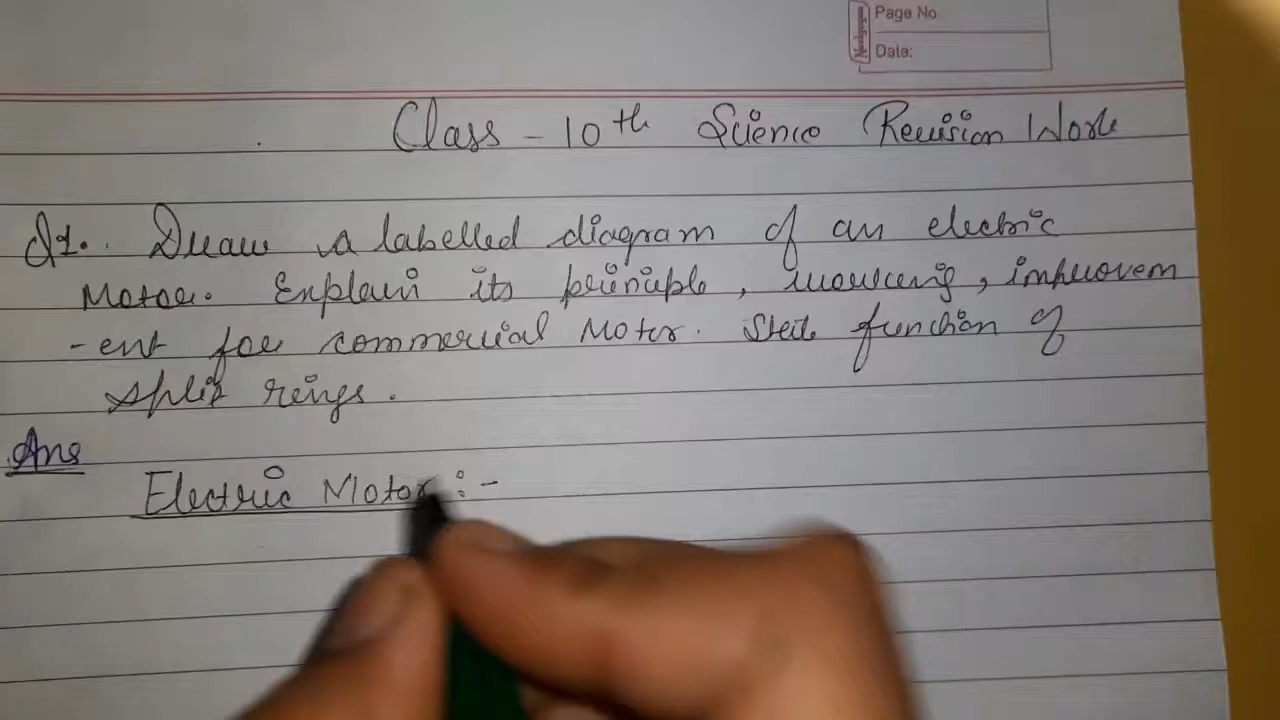 Page No
Date:
Class - 10th Science Revision Work
Q1. Draw a labelled diagram of an electric
Motor. Explain its principle, working, improvem
-ent for commercial Motor. State function of
split rings.
Ans
Electric Motor :-